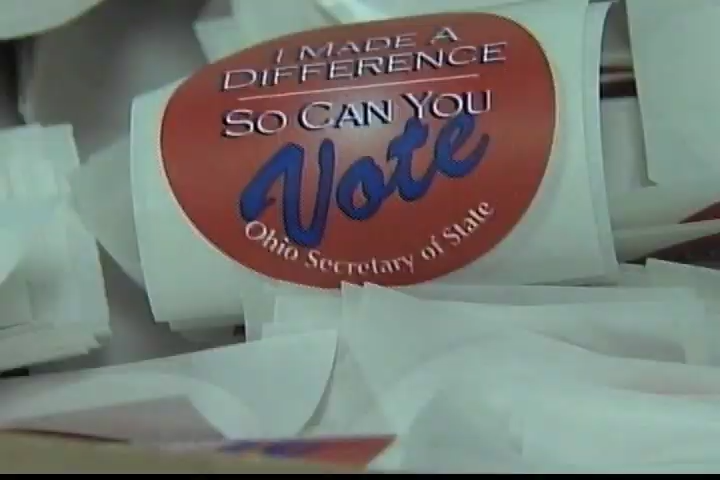 I MADE A
DIFFERENCE
SO CAN YOU
Vote
Ohio Secretary of State